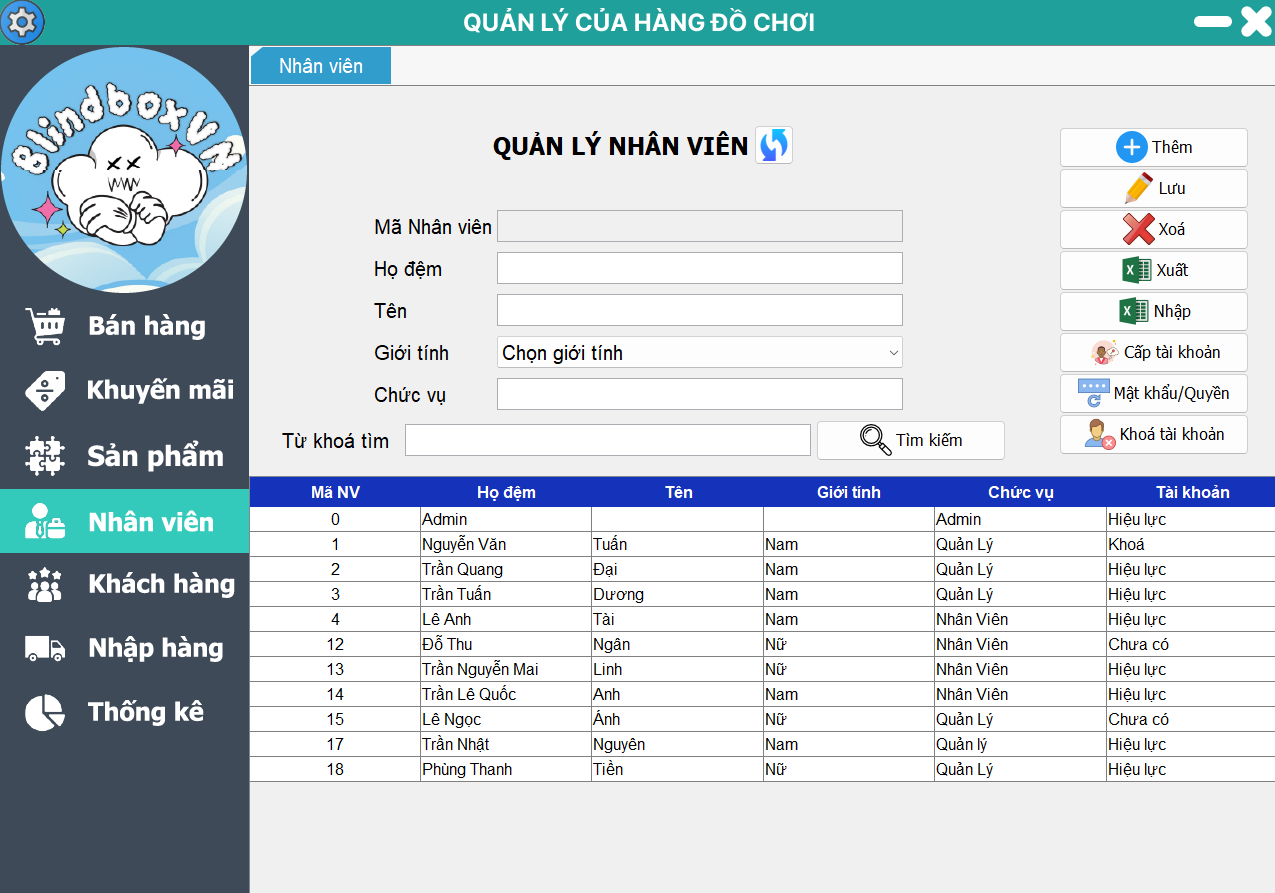 QUẢN LÝ CỦA HÀNG ĐỒ CHƠI
BlindboxVN
Bán hàng
Khuyến mãi
Sản phẩm
Nhân viên
Khách hàng
Nhập hàng
Thống kê
Nhân viên
QUẢN LÝ NHÂN VIÊN
Mã Nhân viên
Họ đệm
Tên
Giới tính Chọn giới tính
Chức vụ
Từ khoá tìm Tìm kiếm
Thêm
Lưu
Xoá
Xuất
Nhập
Cấp tài khoản
Mật khẩu/Quyền
Khoá tài khoản
Mã NV Họ đệm Tên Giới tính Chức vụ Tài khoản
0 Admin Admin Hiệu lực
1 Nguyễn Văn Tuấn Nam Quản Lý Khoá
2 Trần Quang Đại Nam Quản Lý Hiệu lực
3 Trần Tuấn Dương Nam Quản Lý Hiệu lực
4 Lê Anh Tài Nam Nhân Viên Hiệu lực
12 Đỗ Thu Ngân Nữ Nhân Viên Chưa có
13 Trần Nguyễn Mai Linh Nữ Nhân Viên Hiệu lực
14 Trần Lê Quốc Anh Nam Nhân Viên Hiệu lực
15 Lê Ngọc Ánh Nữ Quản Lý Chưa có
17 Trần Nhật Nguyên Nam Quản lý Hiệu lực
18 Phùng Thanh Tiền Nữ Quản Lý Hiệu lực